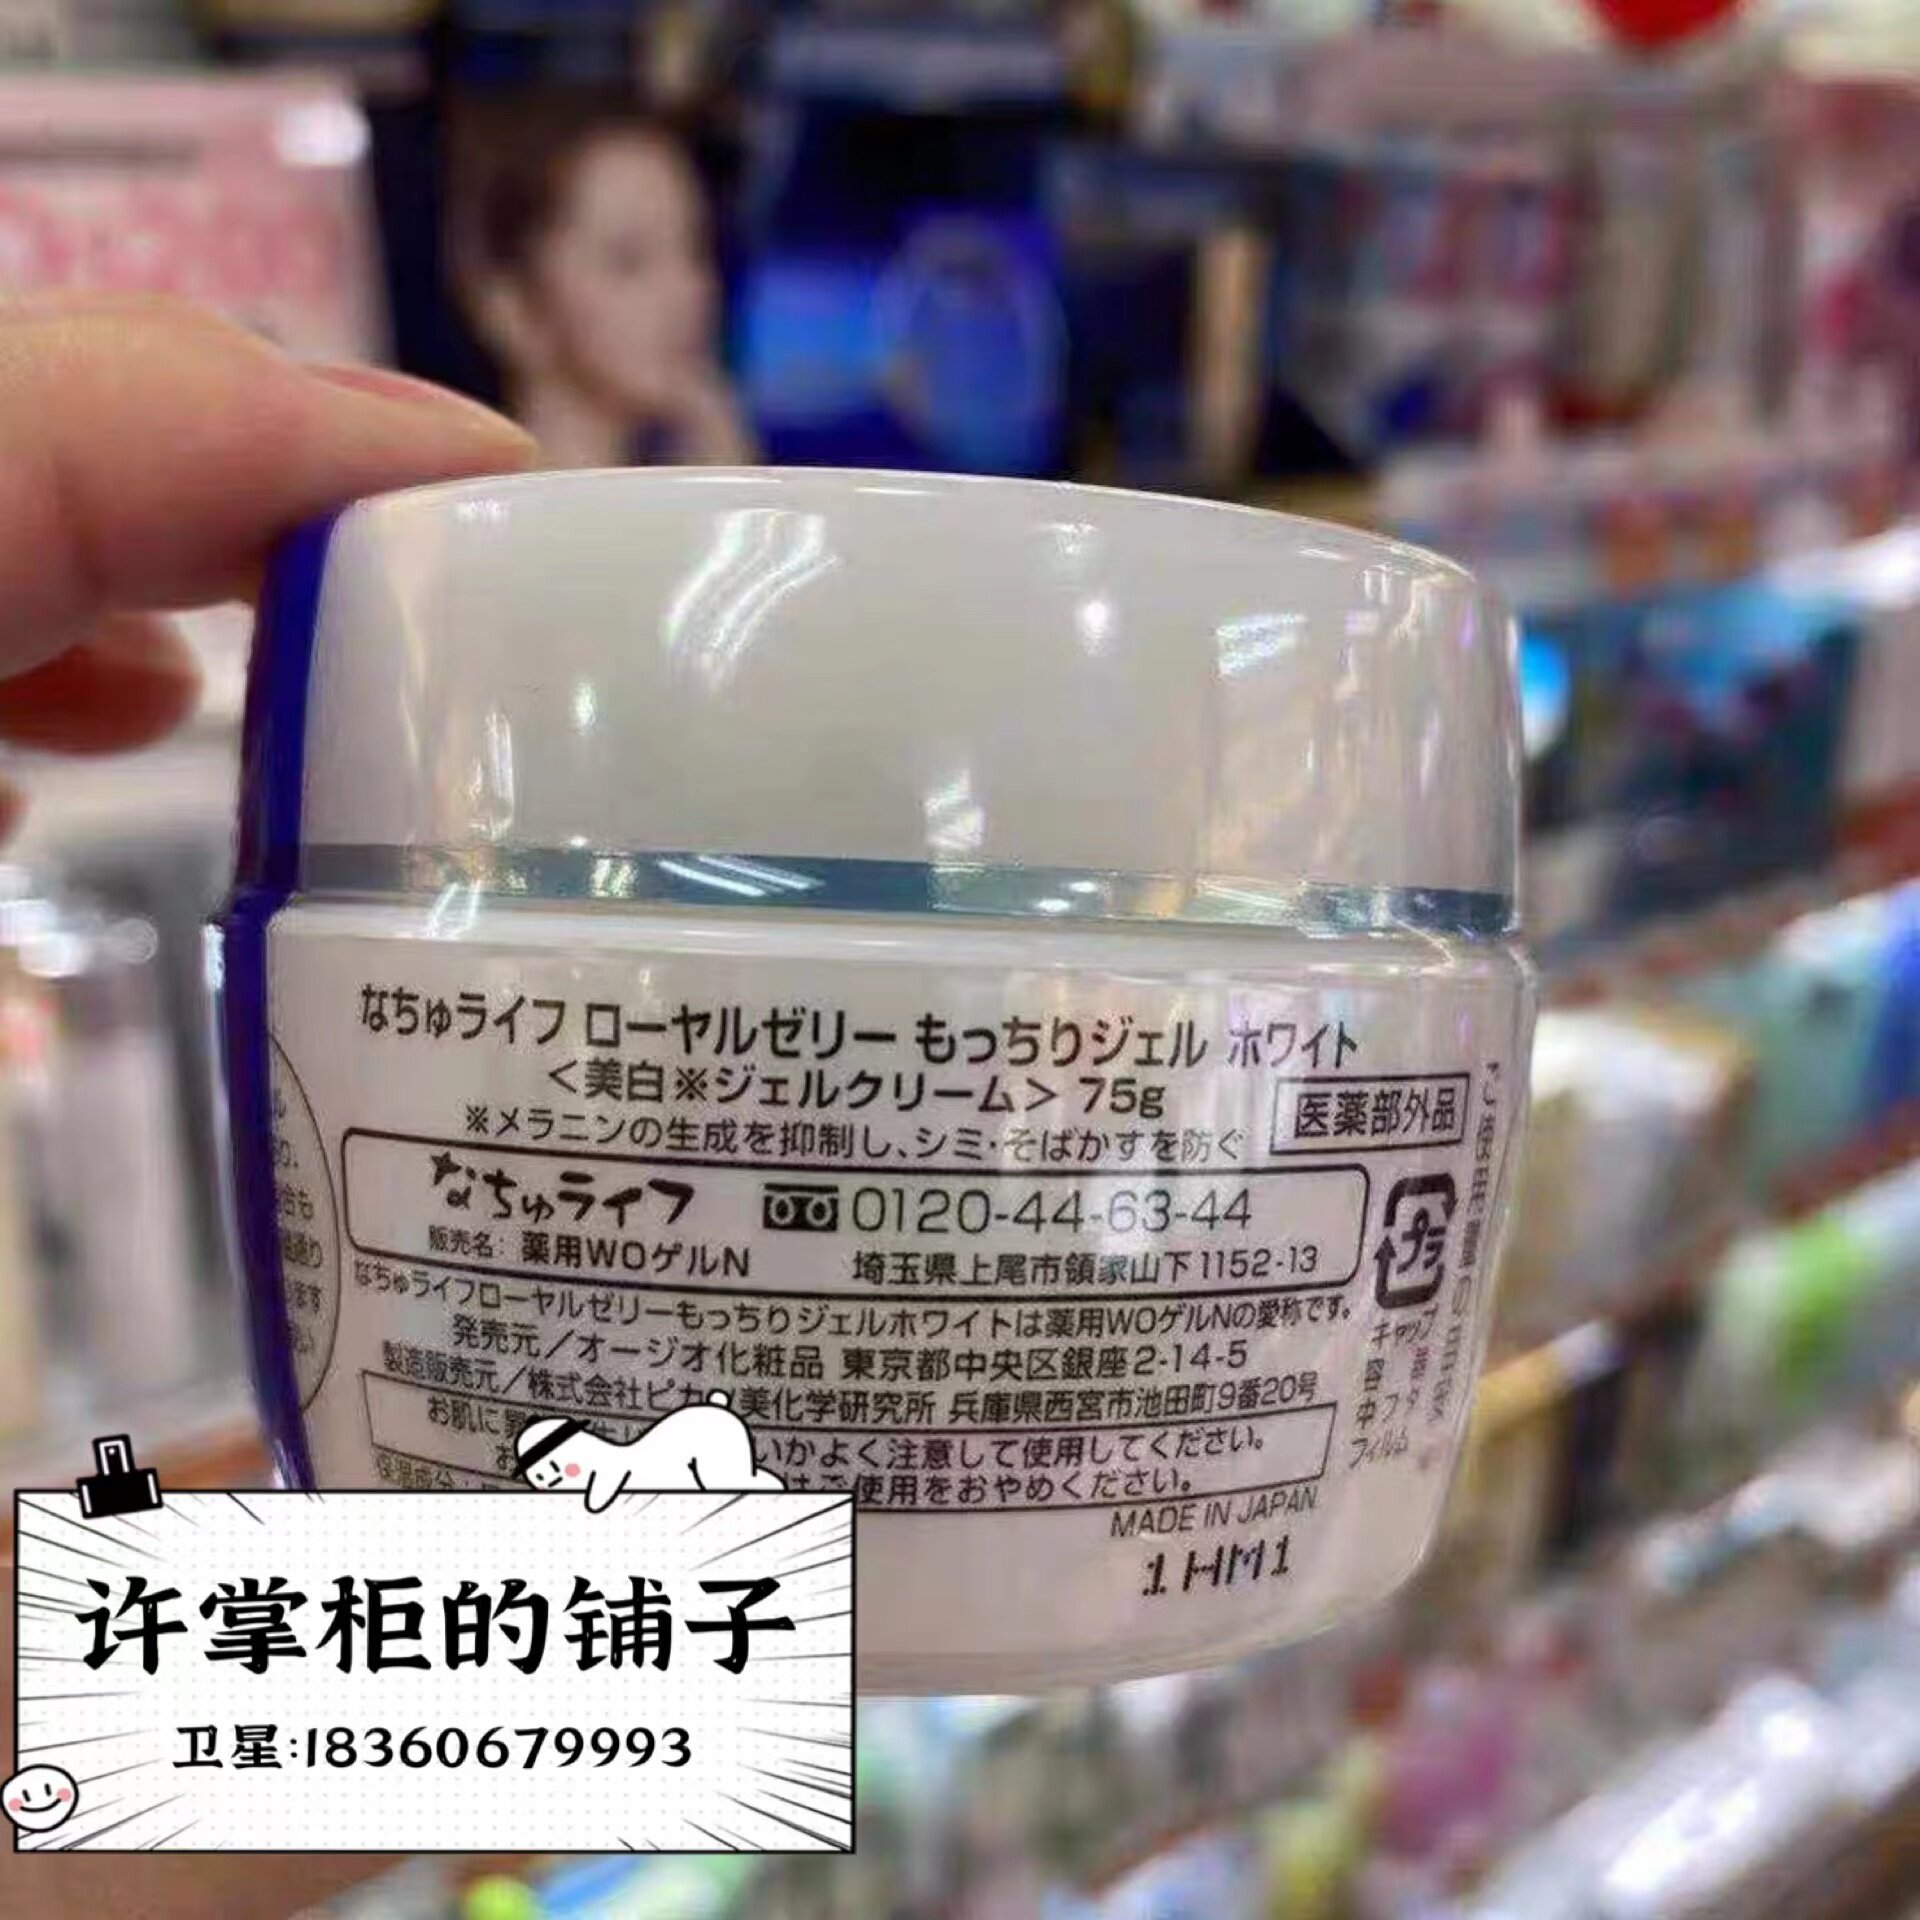 なちゅライフ ローヤルゼリー もっちりジェル ホワイト
＜美白※ジェルクリーム＞ 75g
※メラニンの生成を抑制し、シミ・そばかすを防ぐ
医薬部外品
なちゅライフ 0120-44-63-44
販売名: 薬用WOゲルN 埼玉県上尾市領家山下1152-13
プラ
なちゅライフローヤルゼリーもっちりジェルホワイトは薬用WOゲルNの愛称です。
発売元／オージオ化粧品 東京都中央区銀座2-14-5
製造販売元／株式会社ピカソ美化学研究所 兵庫県西宮市池田町9番20号
お肌に いかよく注意して使用してください。
はご使用をおやめください。
保湿成分:
キャップ
容
中フタ
フィルム
MADE IN JAPAN
1HM1
许掌柜的铺子
卫星:18360679993